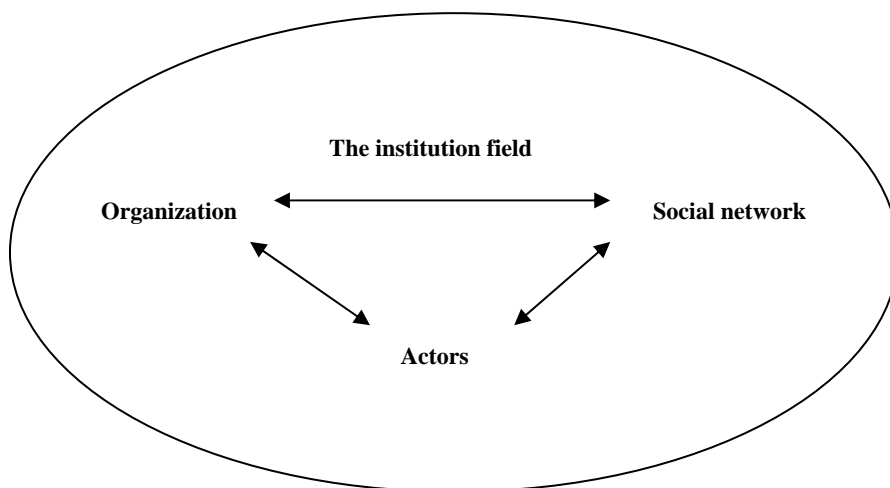 The institution field
Organization
Social network
Actors